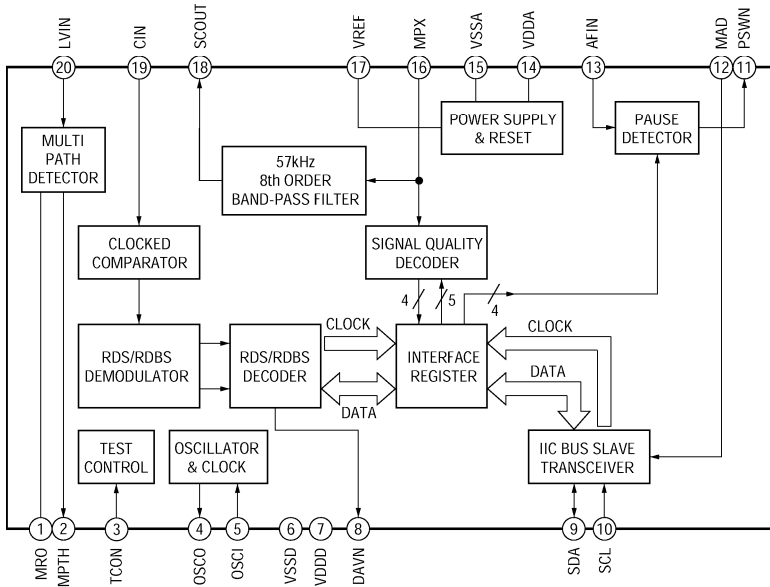 LVIN
CIN
SCOUT
VREF
MPX
VSSA
VDDA
AFIN
MAD
PSWN
20
19
18
17
16
15
14
13
12
11
MULTI
PATH
DETECTOR
57kHz
8th ORDER
BAND-PASS FILTER
POWER SUPPLY
& RESET
PAUSE
DETECTOR
CLOCKED
COMPARATOR
SIGNAL QUALITY
DECODER
4
5
4
RDS/RDBS
DEMODULATOR
RDS/RDBS
DECODER
CLOCK
DATA
INTERFACE
REGISTER
CLOCK
DATA
TEST
CONTROL
OSCILLATOR
& CLOCK
IIC BUS SLAVE
TRANSCEIVER
1
2
3
4
5
6
7
8
9
10
MRO
MPTH
TCON
OSCO
OSCI
VSSD
VDDD
DAVN
SDA
SCL